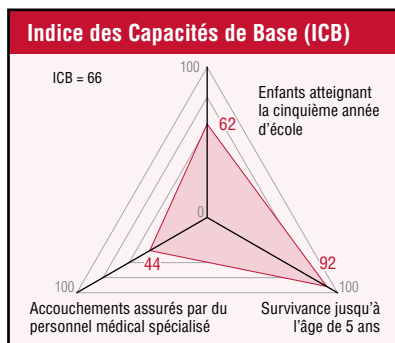 Indice des Capacités de Base (ICB)
100
ICB = 66
Enfants atteignant
la cinquième année
d'école
62
0
92
44
100
100
Accouchements assurés par du
personnel médical spécialisé
Survivance jusqu'à
l'âge de 5 ans